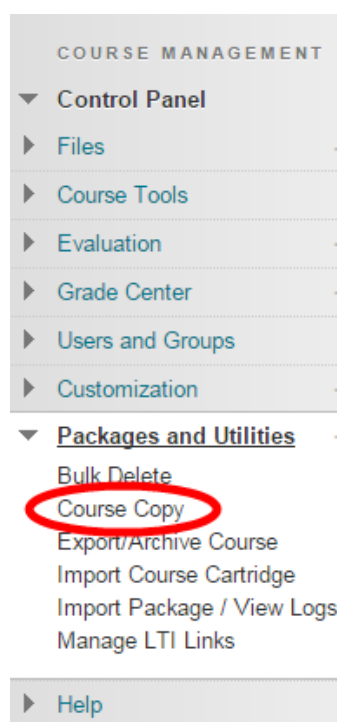 COURSE MANAGEMENT
Control Panel
Files
Course Tools
Evaluation
Grade Center
Users and Groups
Customization
Packages and Utilities
Bulk Delete
Course Copy
Export/Archive Course
Import Course Cartridge
Import Package / View Logs
Manage LTI Links
Help